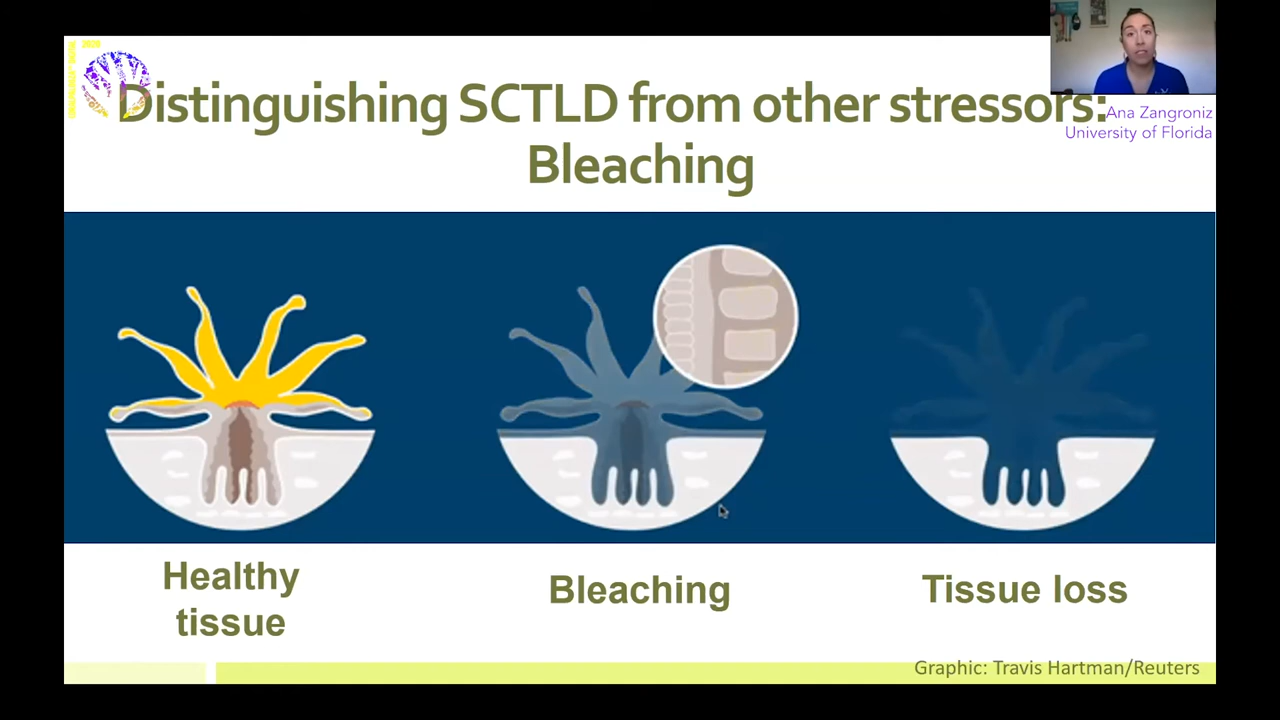 Distinguishing SCTLD from other stressors:
Bleaching
Ana Zangroniz
University of Florida
Healthy
tissue
Bleaching
Tissue loss
Graphic: Travis Hartman/Reuters